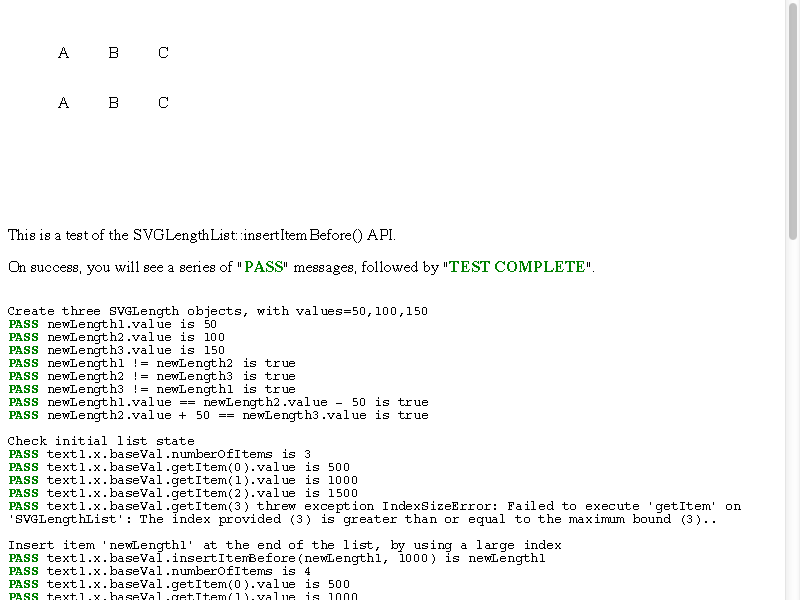 A B C
A B C
This is a test of the SVGLengthList::insertItemBefore() API.
On success, you will see a series of "PASS" messages, followed by "TEST COMPLETE".
Create three SVGLength objects, with values=50,100,150
PASS newLength1.value is 50
PASS newLength2.value is 100
PASS newLength3.value is 150
PASS newLength1 != newLength2 is true
PASS newLength2 != newLength3 is true
PASS newLength3 != newLength1 is true
PASS newLength1.value == newLength2.value - 50 is true
PASS newLength2.value + 50 == newLength3.value is true
Check initial list state
PASS text1.x.baseVal.numberOfItems is 3
PASS text1.x.baseVal.getItem(0).value is 500
PASS text1.x.baseVal.getItem(1).value is 1000
PASS text1.x.baseVal.getItem(2).value is 1500
PASS text1.x.baseVal.getItem(3) threw exception IndexSizeError: Failed to execute 'getItem' on
'SVGLengthList': The index provided (3) is greater than or equal to the maximum bound (3)..
Insert item 'newLength1' at the end of the list, by using a large index
PASS text1.x.baseVal.insertItemBefore(newLength1, 1000) is newLength1
PASS text1.x.baseVal.numberOfItems is 4
PASS text1.x.baseVal.getItem(0).value is 500
PASS text1.x.baseVal.getItem(1).value is 1000